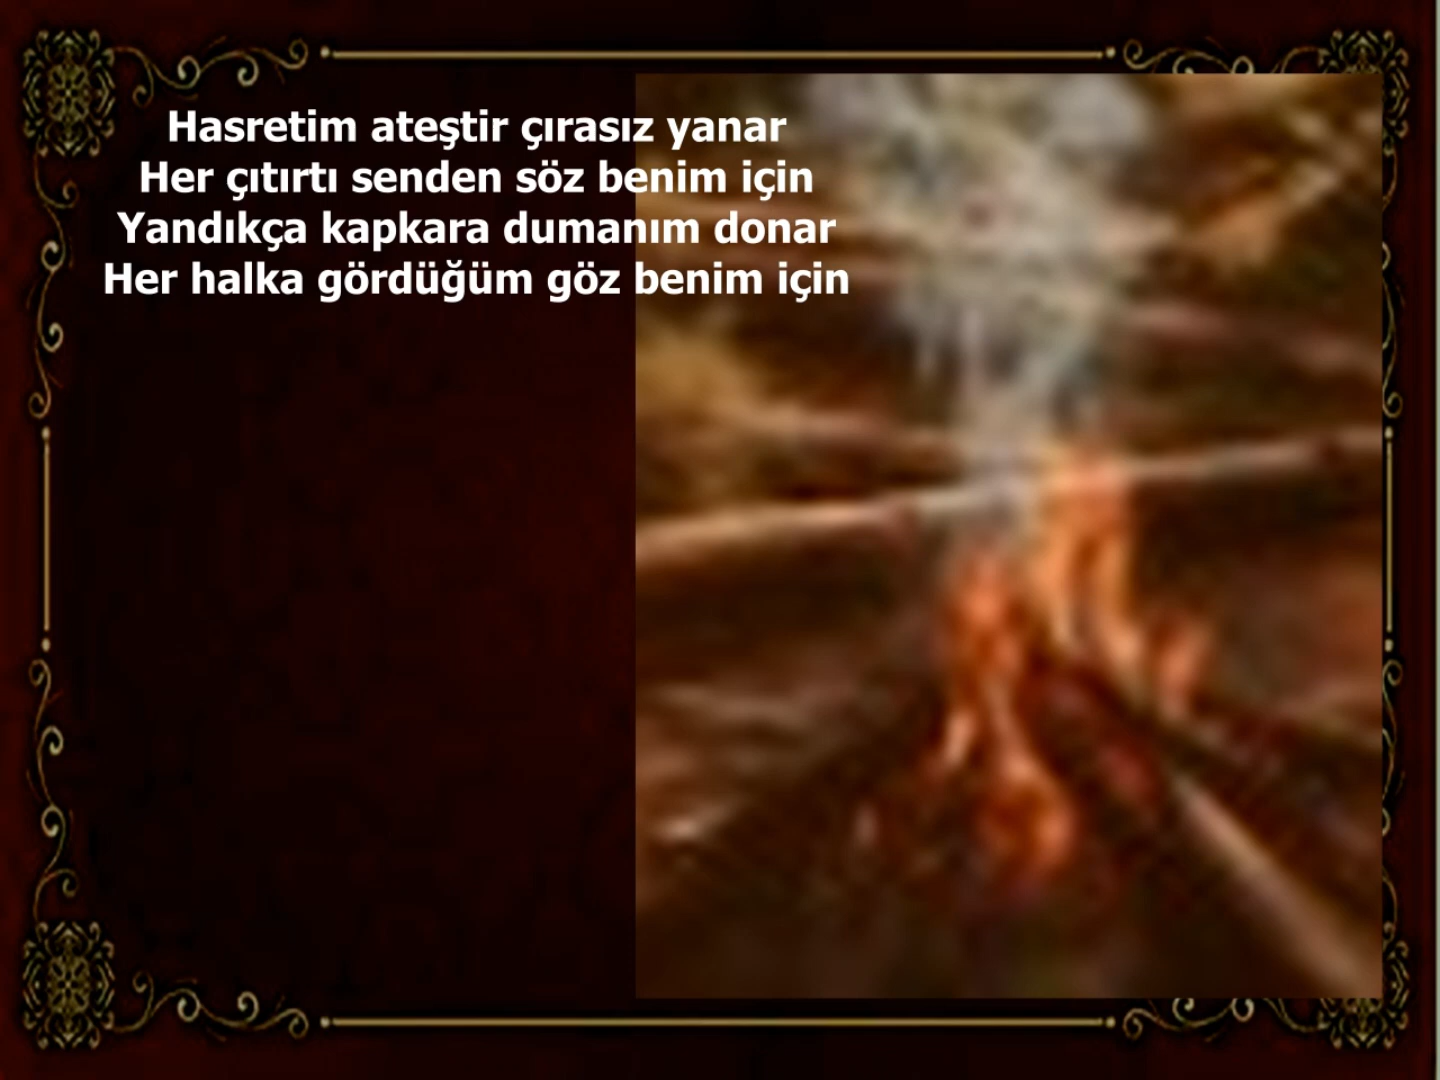 Hasretim ateştir çırasız yanar
Her çıtırtı senden söz benim için
Yandıkça kapkara dumanım donar
Her halka gördüğüm göz benim için